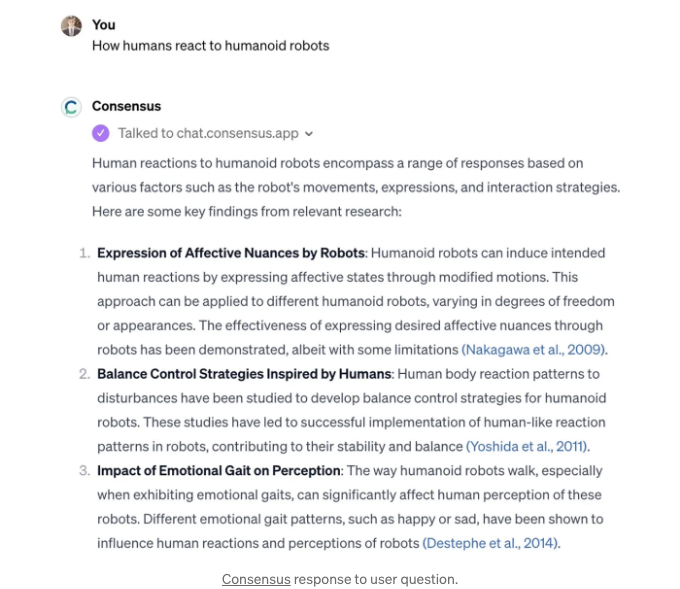 You
How humans react to humanoid robots
Consensus
Talked to chat.consensus.app
Human reactions to humanoid robots encompass a range of responses based on
various factors such as the robot's movements, expressions, and interaction strategies.
Here are some key findings from relevant research:
1. Expression of Affective Nuances by Robots: Humanoid robots can induce intended
human reactions by expressing affective states through modified motions. This
approach can be applied to different humanoid robots, varying in degrees of freedom
or appearances. The effectiveness of expressing desired affective nuances through
robots has been demonstrated, albeit with some limitations (Nakagawa et al., 2009).
2. Balance Control Strategies Inspired by Humans: Human body reaction patterns to
disturbances have been studied to develop balance control strategies for humanoid
robots. These studies have led to successful implementation of human-like reaction
patterns in robots, contributing to their stability and balance (Yoshida et al., 2011).
3. Impact of Emotional Gait on Perception: The way humanoid robots walk, especially
when exhibiting emotional gaits, can significantly affect human perception of these
robots. Different emotional gait patterns, such as happy or sad, have been shown to
influence human reactions and perceptions of robots (Destephe et al., 2014).
Consensus response to user question.